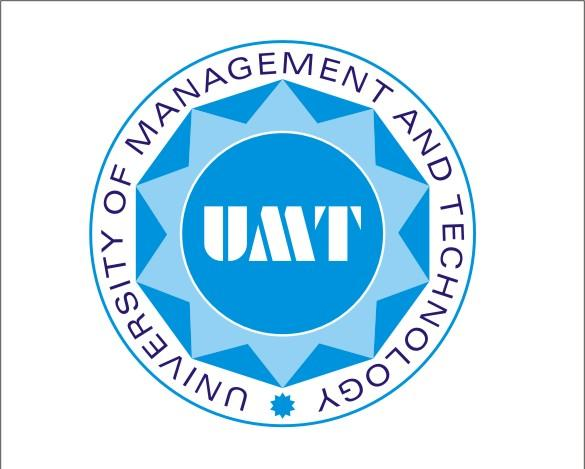 UNIVERSITY OF MANAGEMENT AND TECHNOLOGY
UMT